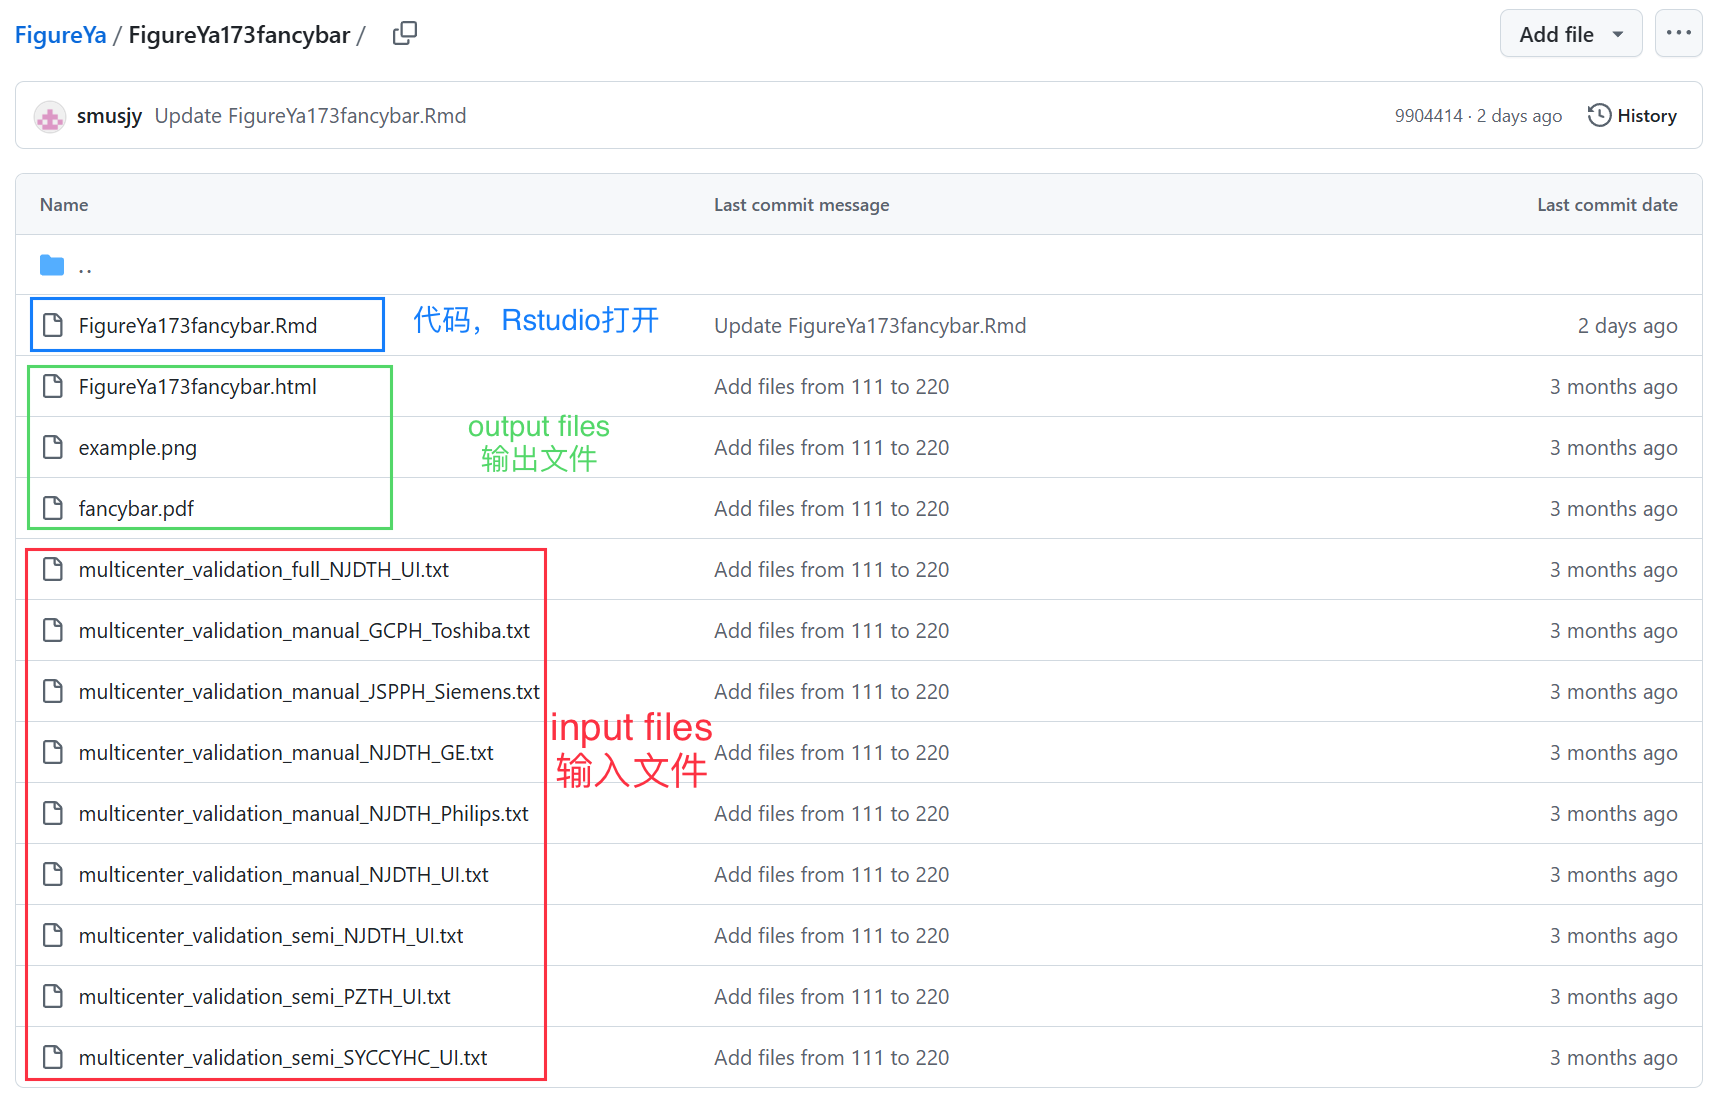 FigureYa / FigureYa173fancybar /
Add file
smusjy Update FigureYa173fancybar.Rmd 9904414 · 2 days ago History
Name Last commit message Last commit date
..
FigureYa173fancybar.Rmd 代码，Rstudio打开 Update FigureYa173fancybar.Rmd 2 days ago
FigureYa173fancybar.html Add files from 111 to 220 3 months ago
output files
example.png Add files from 111 to 220 3 months ago
输出文件
fancybar.pdf Add files from 111 to 220 3 months ago
multicenter_validation_full_NJDTH_UI.txt Add files from 111 to 220 3 months ago
multicenter_validation_manual_GCPH_Toshiba.txt Add files from 111 to 220 3 months ago
multicenter_validation_manual_JSPPH_Siemens.txt Add files from 111 to 220 3 months ago
input files
multicenter_validation_manual_NJDTH_GE.txt Add files from 111 to 220 3 months ago
输入文件
multicenter_validation_manual_NJDTH_Philips.txt Add files from 111 to 220 3 months ago
multicenter_validation_manual_NJDTH_UI.txt Add files from 111 to 220 3 months ago
multicenter_validation_semi_NJDTH_UI.txt Add files from 111 to 220 3 months ago
multicenter_validation_semi_PZTH_UI.txt Add files from 111 to 220 3 months ago
multicenter_validation_semi_SYCCYHC_UI.txt Add files from 111 to 220 3 months ago